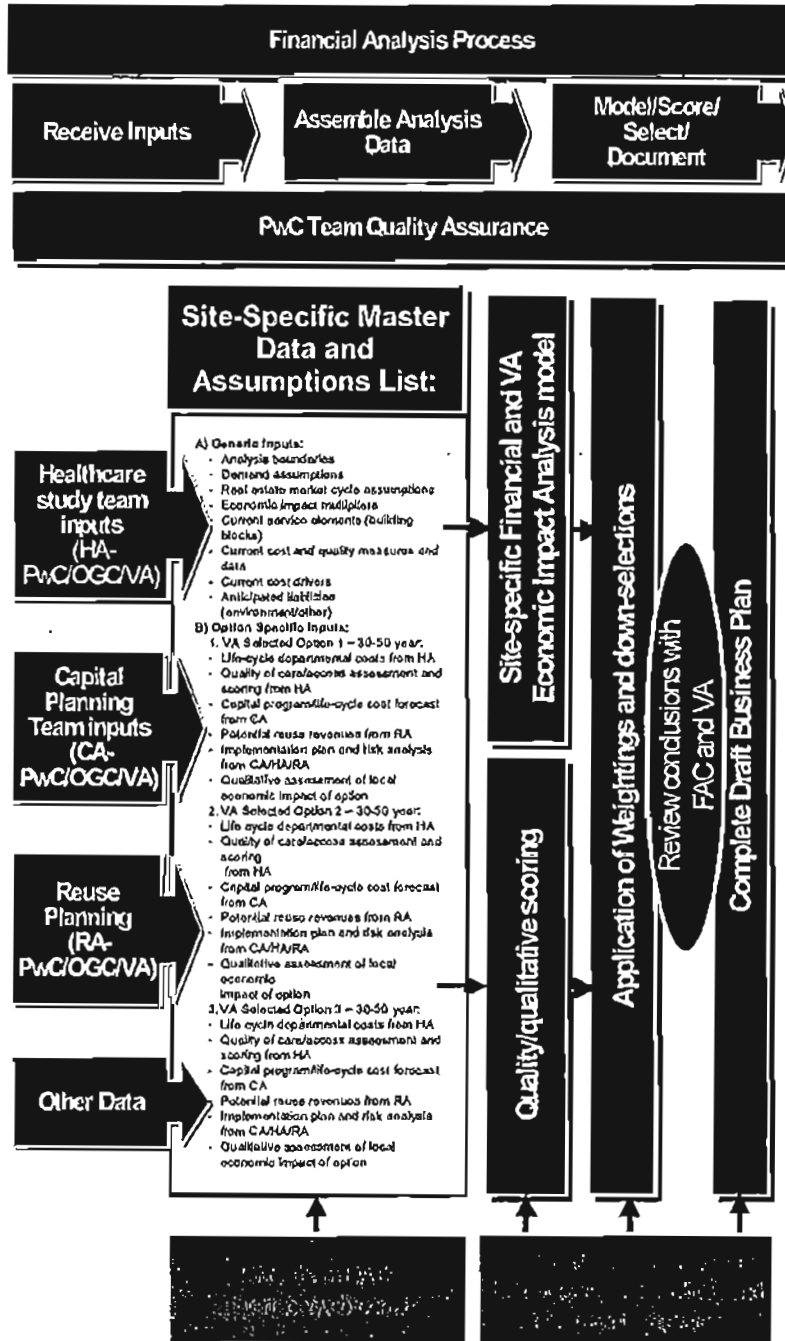 Financial Analysis Process
Receive Inputs
Assemble Analysis
Data
Model/Score/
Select/
Document
PwC Team Quality Assurance
Site-Specific Master
Data and
Assumptions List:
Healthcare
study team
inputs
(HA-
PwC/OGC/VA)
Capital
Planning
Team inputs
(CA-
PwC/OGC/VA)
Reuse
Planning
(RA-
PwC/OGC/VA)
Other Data
A) Generic Inputs:
- Analysis boundaries
- Demand assumptions
- Real estate market cycle assumptions
- Economic impact multipliers
- Current service elements (building
blocks)
- Current cost and quality measures and
data
- Current cost drivers
- Anticipated liabilities
(environment/other)
B) Option Specific Inputs:
1. VA Selected Option 1 – 30-50 year:
- Life-cycle departmental costs from HA
- Quality of care/access assessment and
scoring from HA
- Capital program/life-cycle cost forecast
from CA
- Potential reuse revenues from RA
- Implementation plan and risk analysis
from CA/HA/RA
- Qualitative assessment of local
economic impact of option
2. VA Selected Option 2 – 30-50 year:
- Life cycle departmental costs from HA
- Quality of care/access assessment and
scoring
from HA
- Capital program/life-cycle cost forecast
from CA
- Potential reuse revenues from RA
- Implementation plan and risk analysis
from CA/HA/RA
- Qualitative assessment of local
economic
impact of option
3. VA Selected Option 3 – 30-50 year:
- Life cycle departmental costs from HA
- Quality of care/access assessment and
scoring from HA
- Capital program/life-cycle cost forecast
from CA
- Potential reuse revenues from RA
- Implementation plan and risk analysis
from CA/HA/RA
- Qualitative assessment of local
economic impact of option
Site-specific Financial and VA
Economic Impact Analysis model
Quality/qualitative scoring
Application of Weightings and down-selections
Review conclusions with
FAC and VA
Complete Draft Business Plan